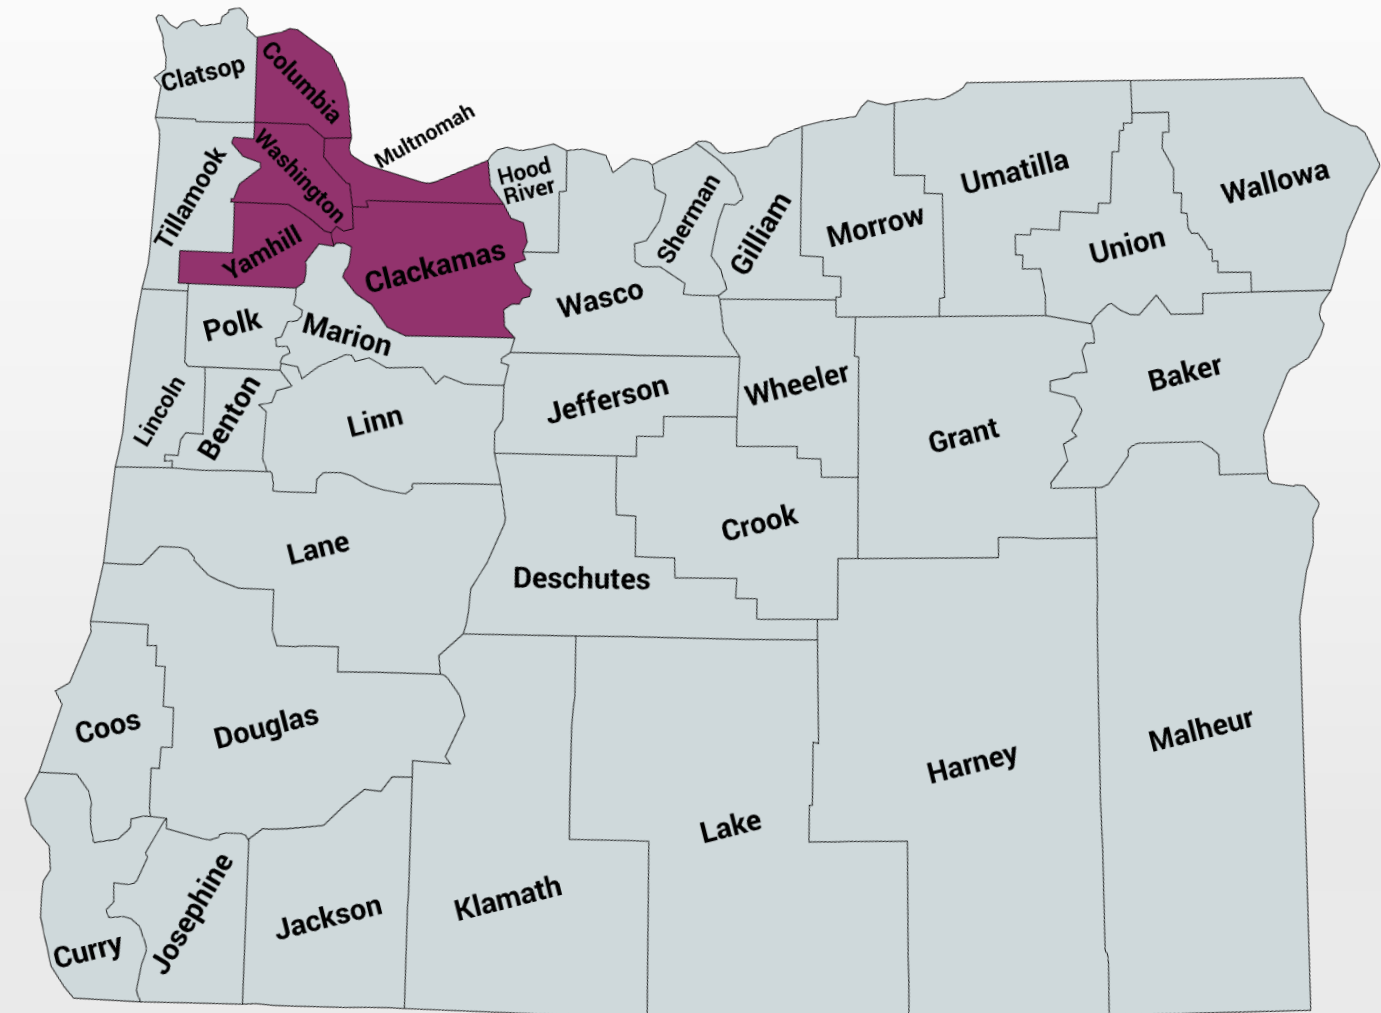 Clatsop
Columbia
Multnomah
Washington
Tillamook
Yamhill
Clackamas
Hood
River
Sherman
Gilliam
Morrow
Umatilla
Union
Wallowa
Wasco
Polk
Marion
Lincoln
Benton
Linn
Jefferson
Wheeler
Grant
Baker
Crook
Lane
Deschutes
Coos
Douglas
Malheur
Harney
Lake
Klamath
Jackson
Josephine
Curry